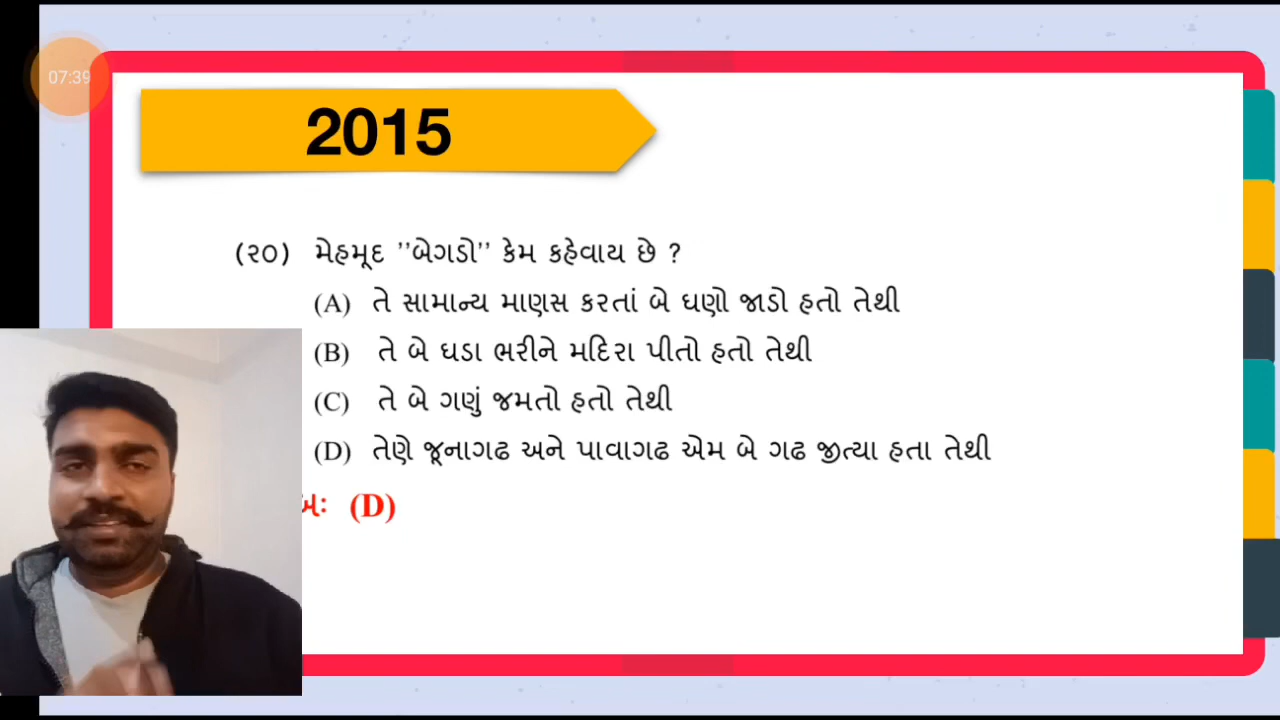 07:39
2015
(૨૦) મેહમૂદ ''બેગડો'' કેમ કહેવાય છે ?
(A) તે સામાન્ય માણસ કરતાં બે ઘણો જાડો હતો તેથી
(B) તે બે ઘડા ભરીને મદિરા પીતો હતો તેથી
(C) તે બે ગણું જમતો હતો તેથી
(D) તેણે જૂનાગઢ અને પાવાગઢ એમ બે ગઢ જીત્યા હતા તેથી
(D)